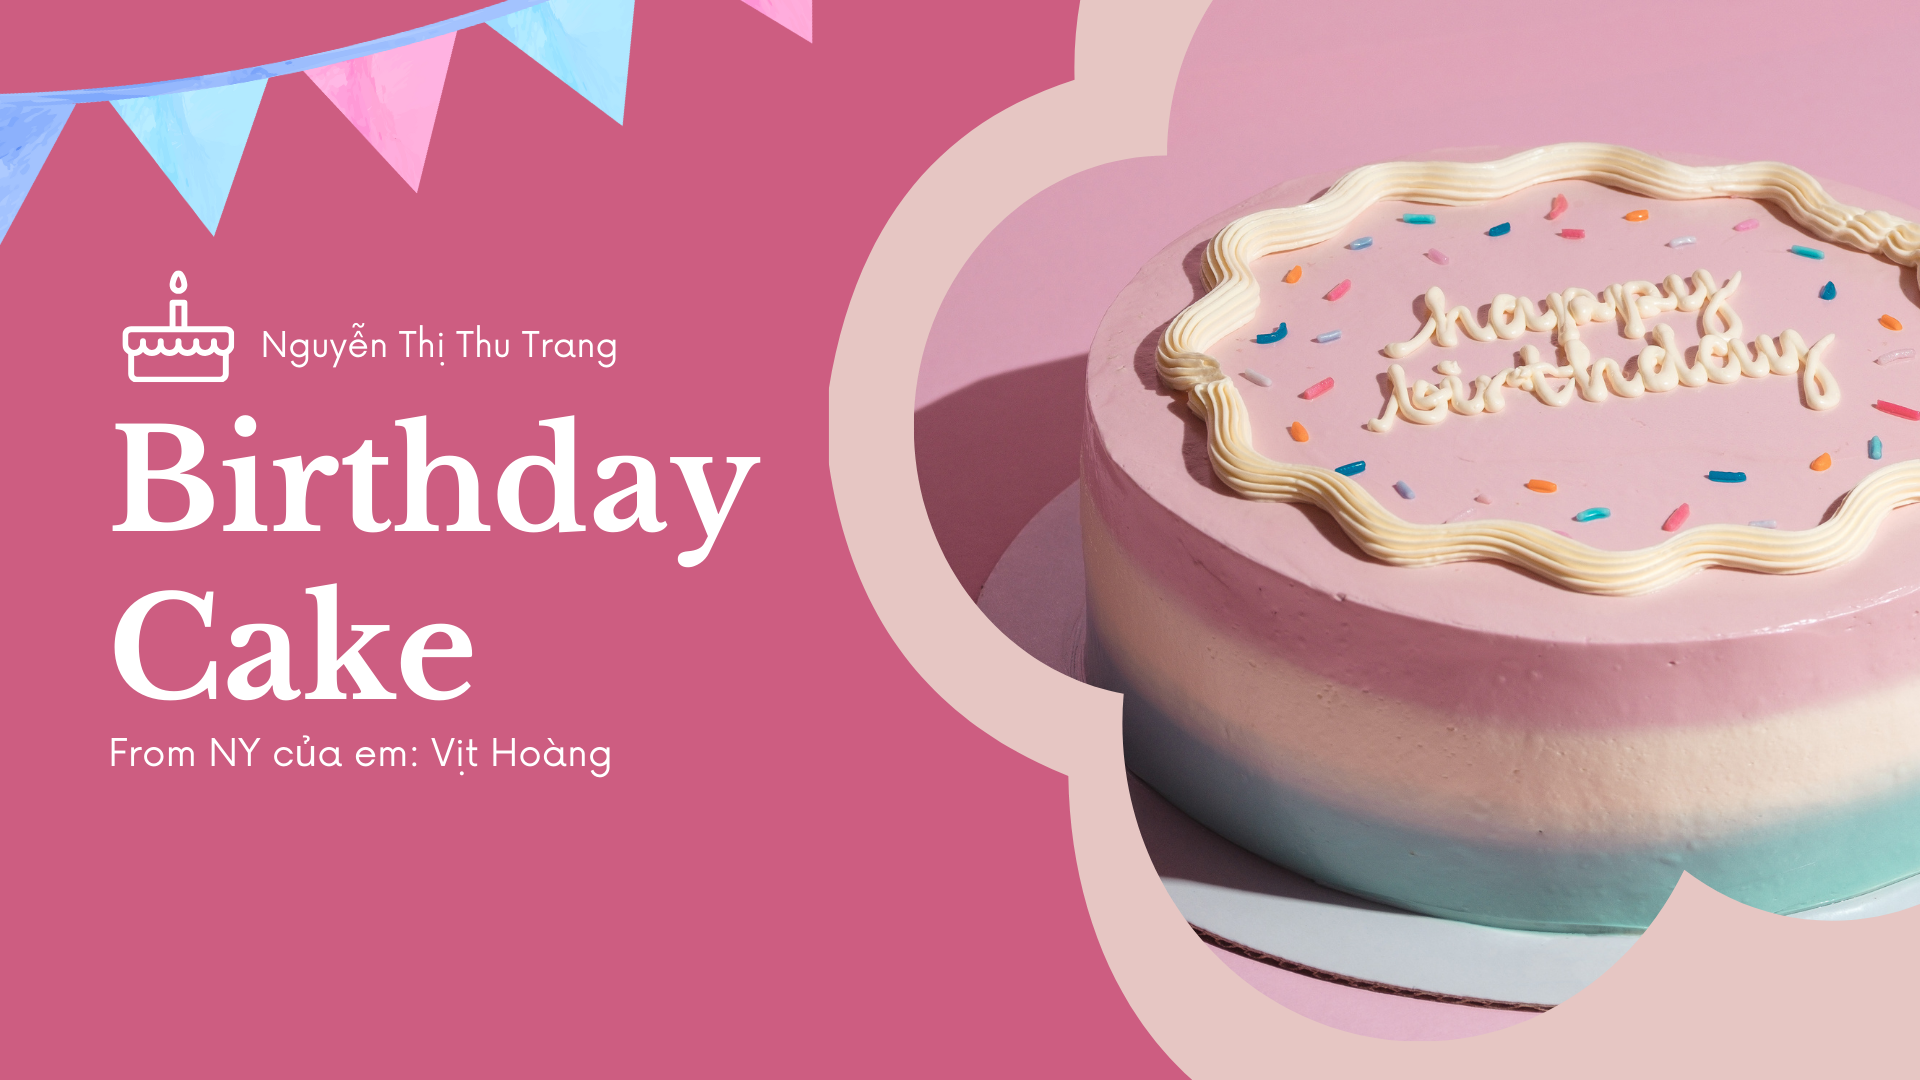 Nguyễn Thị Thu Trang
Birthday
Cake
From NY của em: Vịt Hoàng
happy
birthday